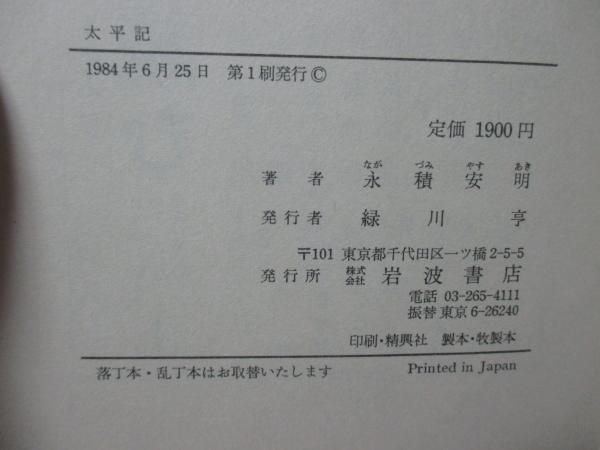 太平記
1984年6月25日 第1刷発行©
定価 1900円
なが づみ やす あき
著者 永積安明
発行者 緑川亨
〒101 東京都千代田区一ツ橋2-5-5
発行所 株式会社 岩波書店
電話 03-265-4111
振替東京6-26240
印刷・精興社 製本・牧製本
落丁本・乱丁本はお取替いたします Printed in Japan